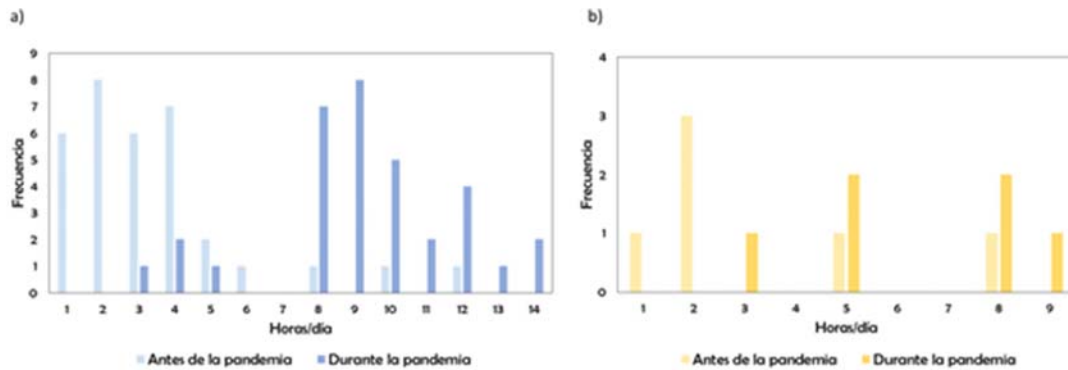 a)
9
8
7
6
5
4
3
2
1
0
Frecuencia
1 2 3 4 5 6 7 8 9 10 11 12 13 14
Horas/día
Antes de la pandemia Durante la pandemia
b)
4
3
2
1
0
Frecuencia
1 2 3 4 5 6 7 8 9
Horas/día
Antes de la pandemia Durante la pandemia